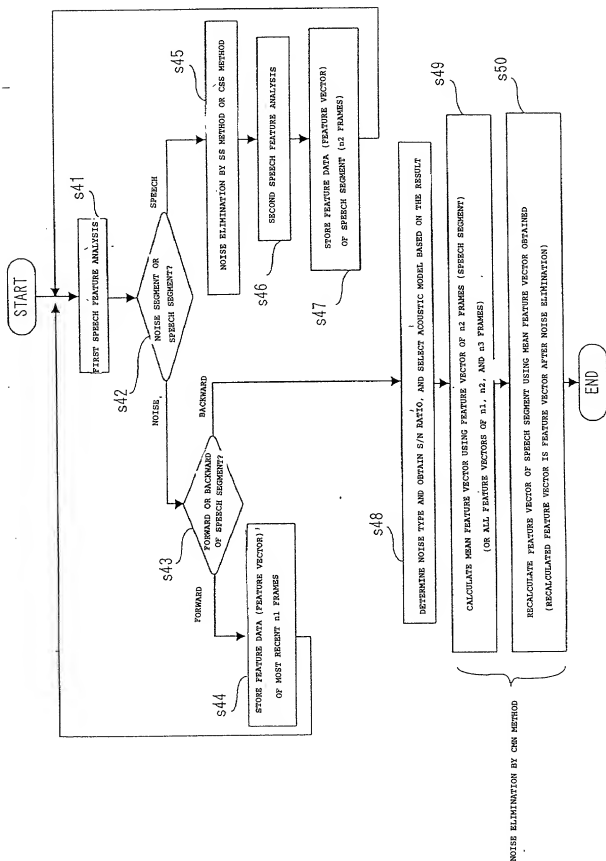 START
FIRST SPEECH FEATURE ANALYSIS
s41
NOISE SEGMENT OR
SPEECH SEGMENT?
s42
NOISE
SPEECH
NOISE ELIMINATION BY SS METHOD OR CSS METHOD
s45
SECOND SPEECH FEATURE ANALYSIS
s46
STORE FEATURE DATA (FEATURE VECTOR)
OF SPEECH SEGMENT (n2 FRAMES)
s47
FORWARD OR BACKWARD
OF SPEECH SEGMENT?
s43
FORWARD
BACKWARD
s44
STORE FEATURE DATA (FEATURE VECTOR)
OF MOST RECENT n1 FRAMES
s48
DETERMINE NOISE TYPE AND OBTAIN S/N RATIO, AND SELECT ACOUSTIC MODEL BASED ON THE RESULT
s49
CALCULATE MEAN FEATURE VECTOR USING FEATURE VECTOR OF n2 FRAMES (SPEECH SEGMENT)
(OR ALL FEATURE VECTORS OF n1, n2, AND n3 FRAMES)
s50
RECALCULATE FEATURE VECTOR OF SPEECH SEGMENT USING MEAN FEATURE VECTOR OBTAINED
(RECALCULATED FEATURE VECTOR IS FEATURE VECTOR AFTER NOISE ELIMINATION)
END
NOISE ELIMINATION BY CMN METHOD